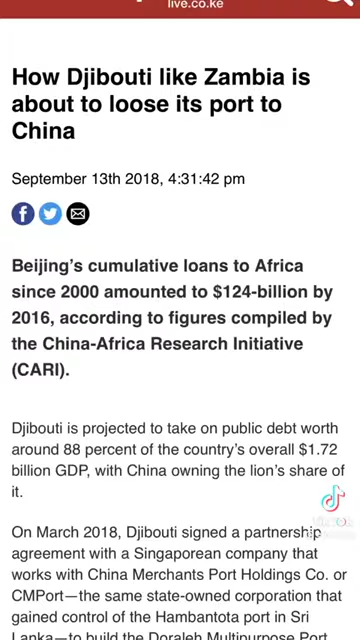 live.co.ke
How Djibouti like Zambia is
about to loose its port to
China
September 13th 2018, 4:31:42 pm
Beijing’s cumulative loans to Africa
since 2000 amounted to $124-billion by
2016, according to figures compiled by
the China-Africa Research Initiative
(CARI).
Djibouti is projected to take on public debt worth
around 88 percent of the country’s overall $1.72
billion GDP, with China owning the lion’s share of
it.
On March 2018, Djibouti signed a partnership
agreement with a Singaporean company that
works with China Merchants Port Holdings Co. or
CMPort—the same state-owned corporation that
gained control of the Hambantota port in Sri
Lanka—to build the Doraleh Multipurpose Port